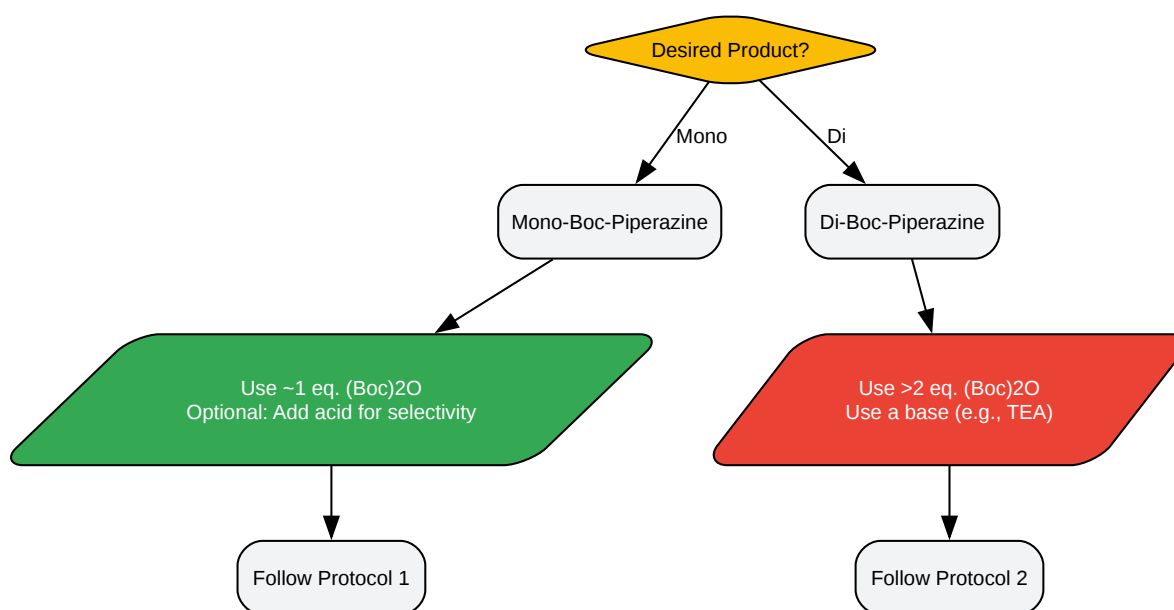 Desired Product?
Mono
Di
Mono-Boc-Piperazine
Di-Boc-Piperazine
Use ~1 eq. (Boc)2O
Optional: Add acid for selectivity
Use >2 eq. (Boc)2O
Use a base (e.g., TEA)
Follow Protocol 1
Follow Protocol 2